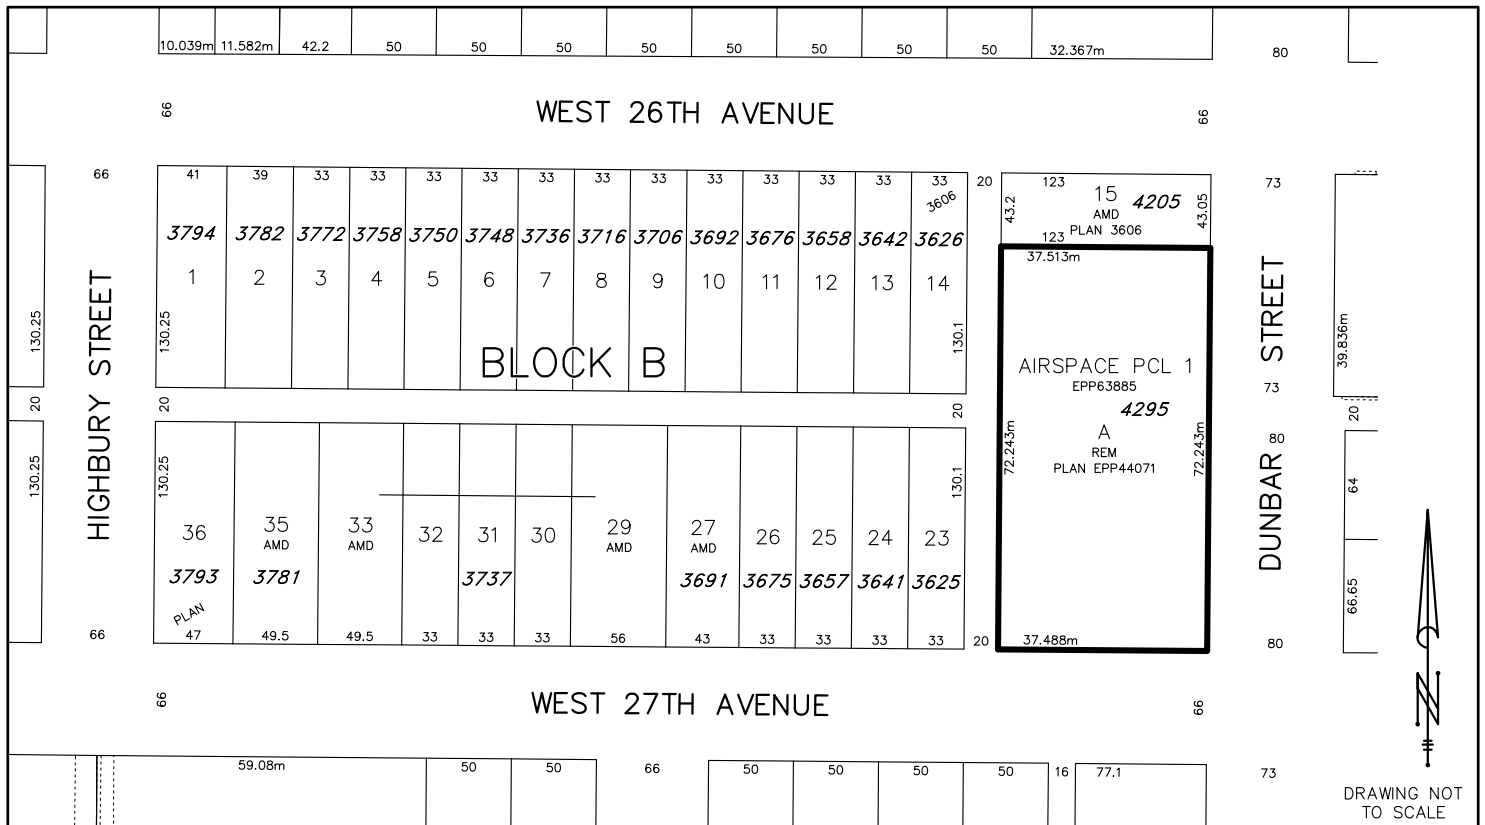 10.039m 11.582m 42.2 50 50 50 50 50 50 50 50 32.367m 80
66 WEST 26TH AVENUE 66
66 41 39 33 33 33 33 33 33 33 33 33 33 33 33 20 123 73
3606 43.2 15 4205 43.05
AMD
PLAN 3606
3794 3782 3772 3758 3750 3748 3736 3716 3706 3692 3676 3658 3642 3626 123
37.513m
1 2 3 4 5 6 7 8 9 10 11 12 13 14
130.25 130.25 130.1 39.836m
BLOCK B
AIRSPACE PCL 1
EPP63885
73
20 20 20 4295 20
A
REM
PLAN EPP44071
72.243m 72.243m
80
HIGHBURY STREET
DUNBAR STREET
130.25 130.25 130.1 64
36 35 33 32 31 30 29 27 26 25 24 23
AMD AMD AMD AMD
3793 3781 3737 3691 3675 3657 3641 3625
PLAN 66.65
66 47 49.5 49.5 33 33 33 56 43 33 33 33 33 20 37.488m 80
66 WEST 27TH AVENUE 66
59.08m 50 50 66 50 50 50 50 16 77.1 73
N
DRAWING NOT
TO SCALE